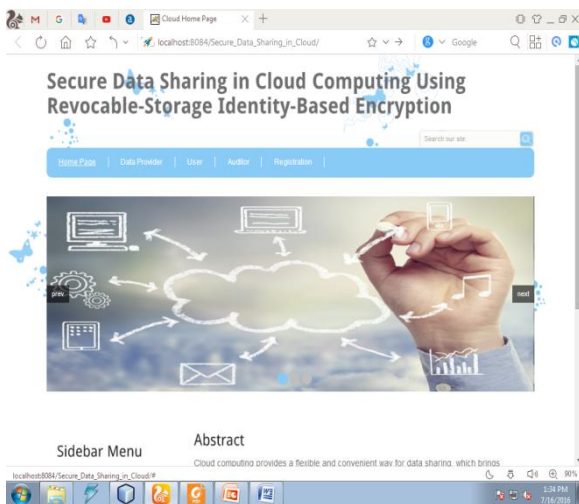 Cloud Home Page
localhost:8084/Secure_Data_Sharing_in_Cloud/
Google
Secure Data Sharing in Cloud Computing Using
Revocable-Storage Identity-Based Encryption
Search our site:
Home Page | Data Provider | User | Auditor | Registration |
prev
next
Sidebar Menu
Abstract
Cloud computing provides a flexible and convenient way for data sharing, which brings
localhost:8084/Secure_Data_Sharing_in_Cloud/#
90%
1:34 PM
7/16/2016